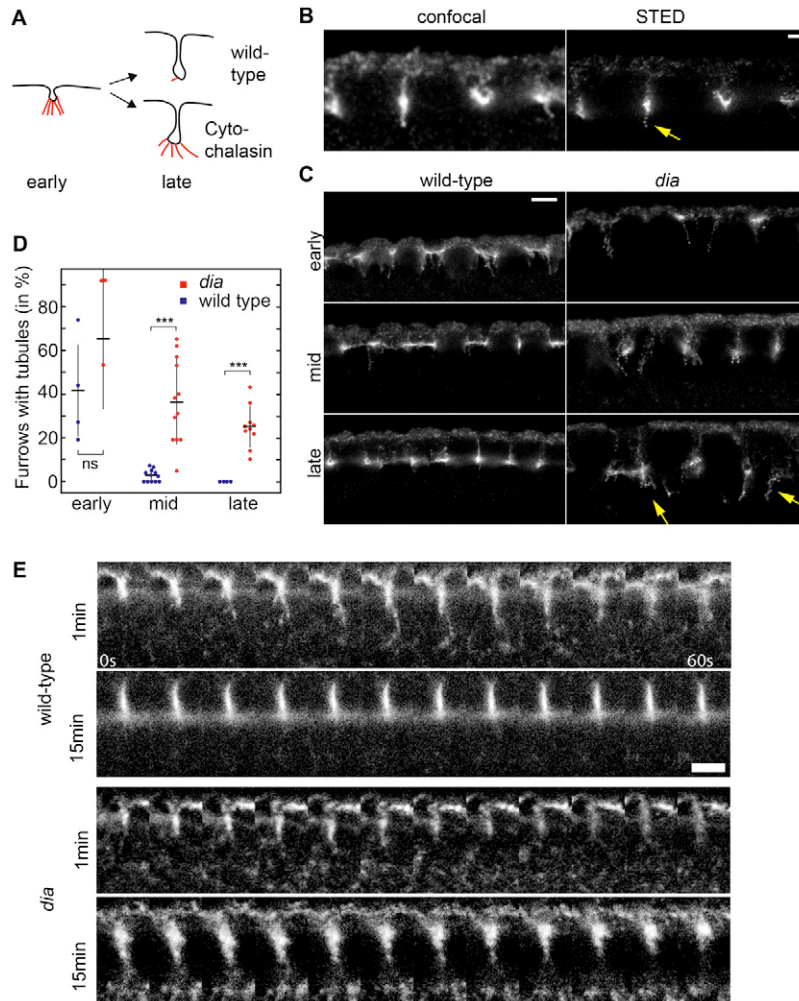 A
wild-
type
Cyto-
chalasin
early
late
B
confocal
STED
C
wild-type
dia
early
mid
late
D
Furrows with tubules (in %)
80
60
40
20
0
dia
wild type
***
***
ns
early
mid
late
E
wild-type
1min
0s
60s
15min
dia
1min
15min